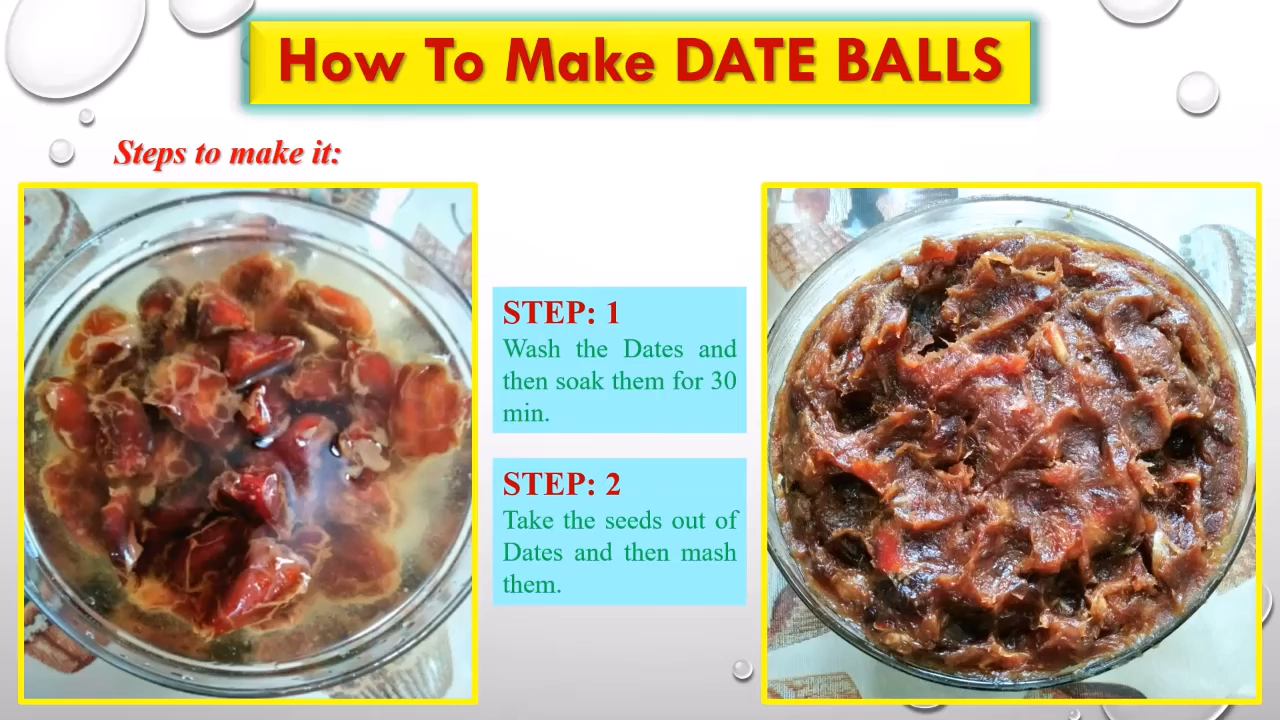 How To Make DATE BALLS
Steps to make it:
STEP: 1
Wash the Dates and
then soak them for 30
min.
STEP: 2
Take the seeds out of
Dates and then mash
them.